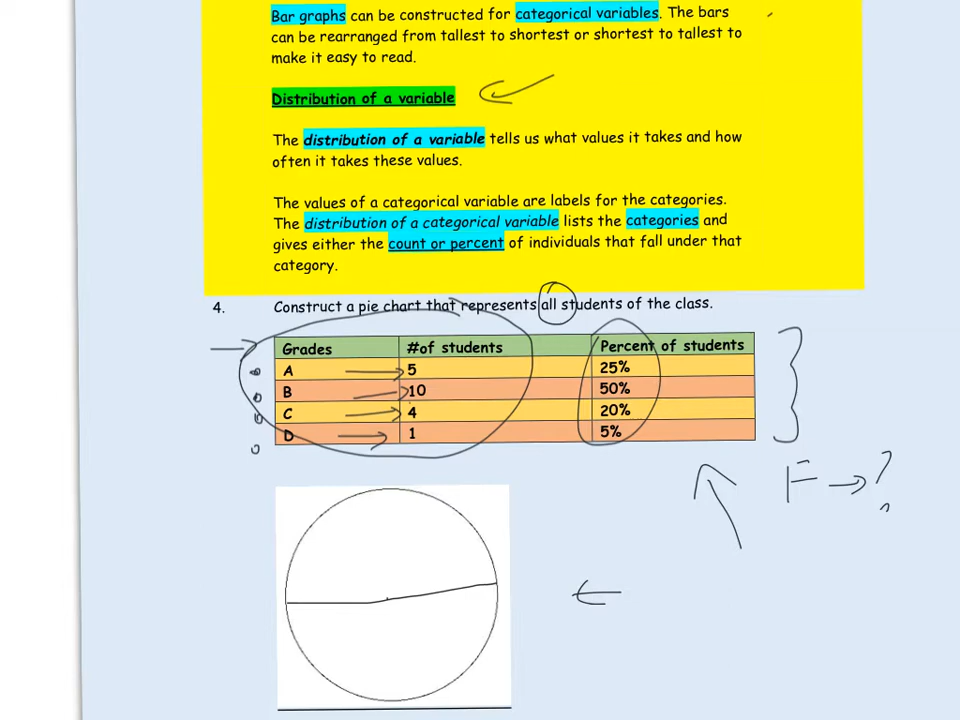 Bar graphs can be constructed for categorical variables. The bars
can be rearranged from tallest to shortest or shortest to tallest to
make it easy to read.
Distribution of a variable
The distribution of a variable tells us what values it takes and how
often it takes these values.
The values of a categorical variable are labels for the categories.
The distribution of a categorical variable lists the categories and
gives either the count or percent of individuals that fall under that
category.
4. Construct a pie chart that represents all students of the class.
Grades #of students Percent of students
A 5 25%
B 10 50%
C 4 20%
D 1 5%
F → ?